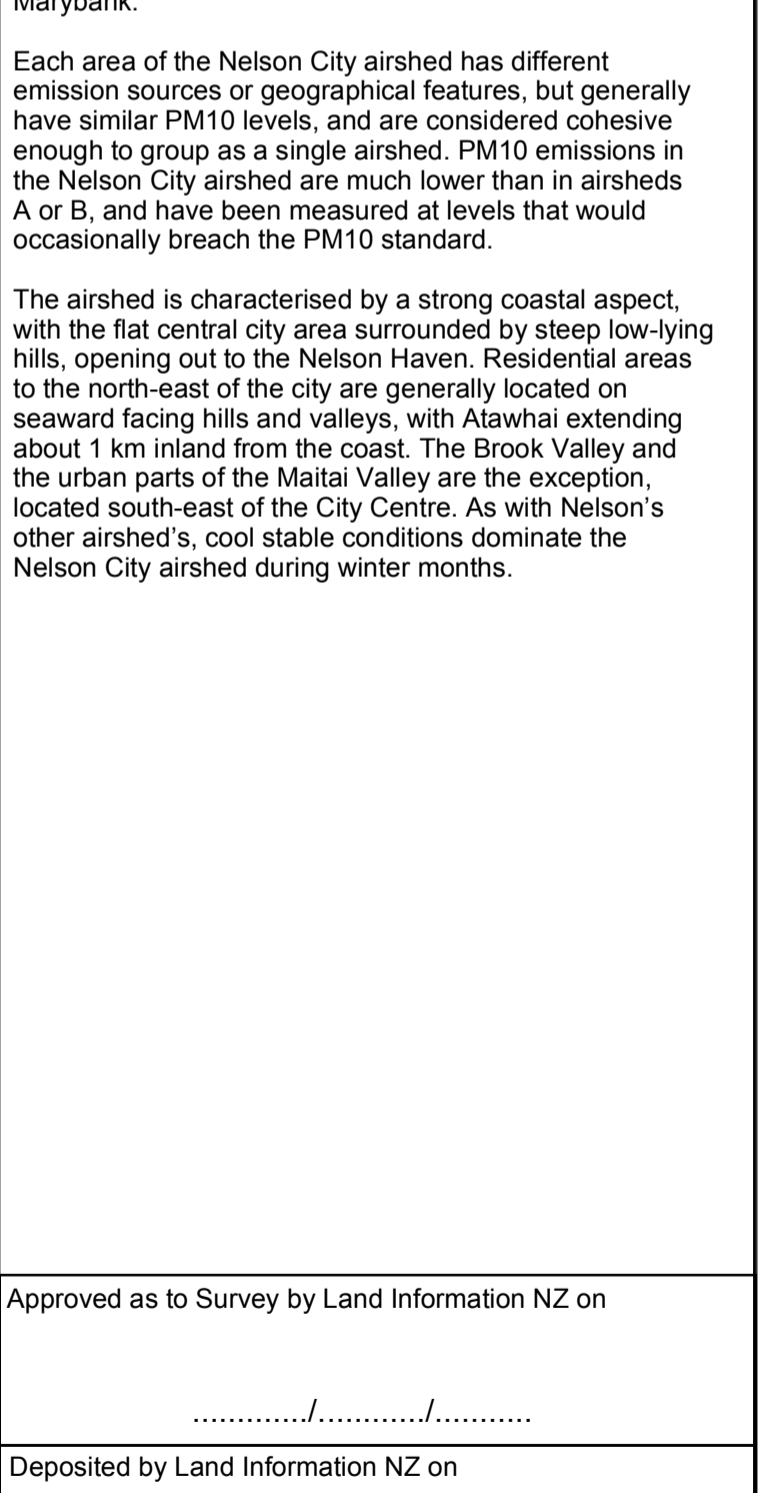 Marybank.
Each area of the Nelson City airshed has different
emission sources or geographical features, but generally
have similar PM10 levels, and are considered cohesive
enough to group as a single airshed. PM10 emissions in
the Nelson City airshed are much lower than in airsheds
A or B, and have been measured at levels that would
occasionally breach the PM10 standard.
The airshed is characterised by a strong coastal aspect,
with the flat central city area surrounded by steep low-lying
hills, opening out to the Nelson Haven. Residential areas
to the north-east of the city are generally located on
seaward facing hills and valleys, with Atawhai extending
about 1 km inland from the coast. The Brook Valley and
the urban parts of the Maitai Valley are the exception,
located south-east of the City Centre. As with Nelson’s
other airshed’s, cool stable conditions dominate the
Nelson City airshed during winter months.
Approved as to Survey by Land Information NZ on
............./............/...........
Deposited by Land Information NZ on